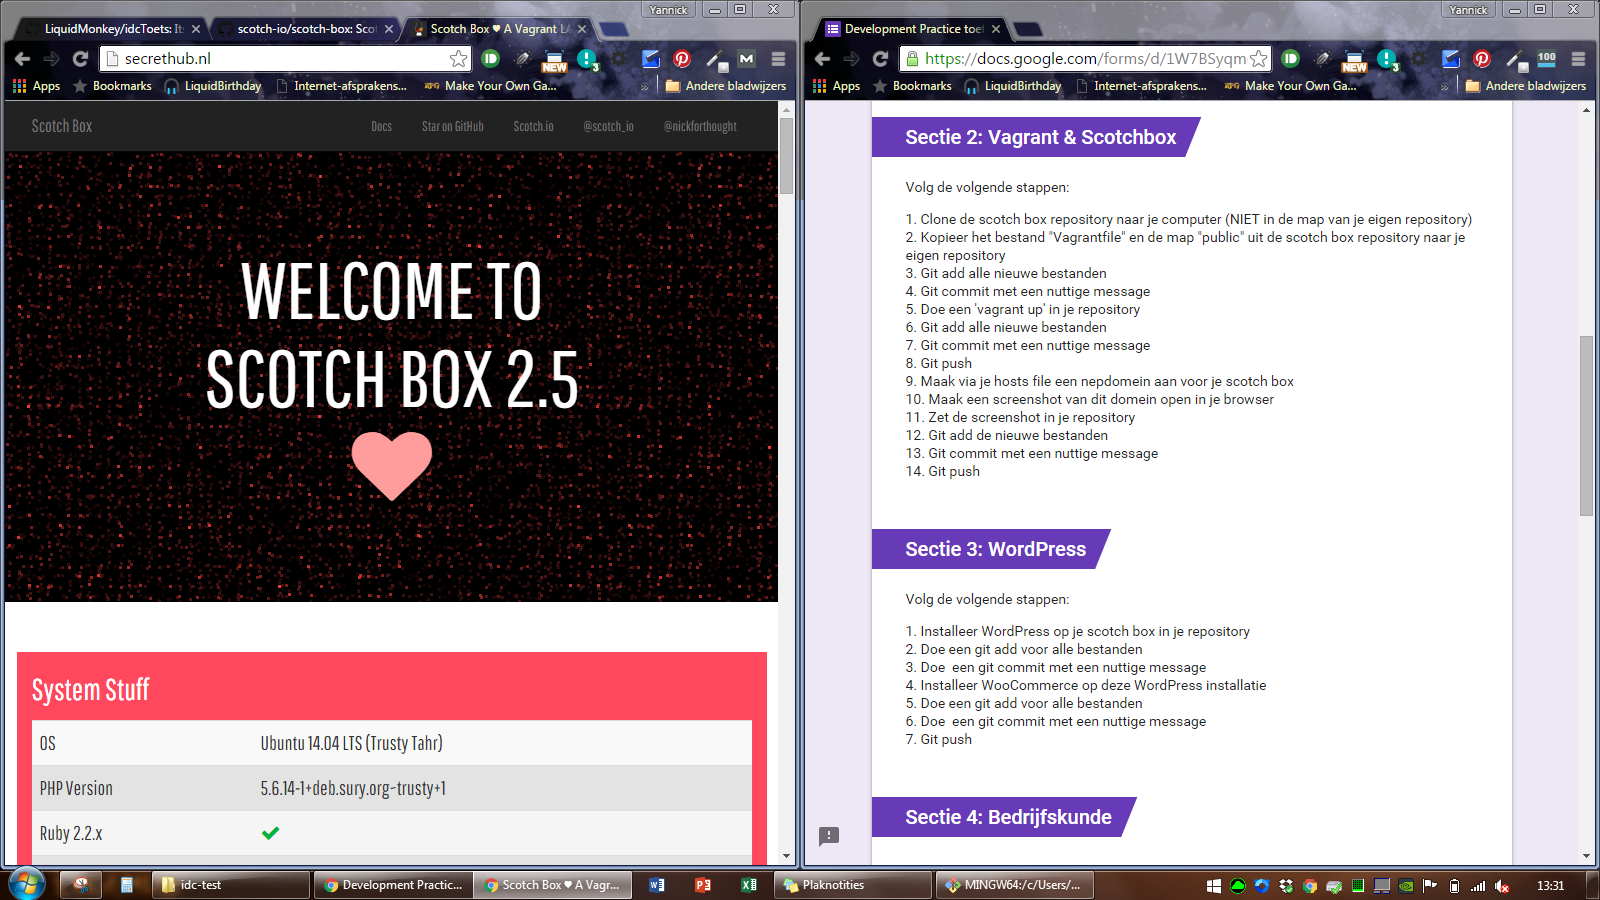 Yannick
LiquidMonkey/idcToets: Its
scotch-io/scotch-box: Scot
Scotch Box ♥ A Vagrant LA
secrethub.nl
NEW
3
Apps
Bookmarks
LiquidBirthday
Internet-afsprakens...
Make Your Own Ga...
»
Andere bladwijzers
Scotch Box
Docs
Star on GitHub
Scotch.io
@scotch_io
@nickforthought
WELCOME TO
SCOTCH BOX 2.5
System Stuff
OS
Ubuntu 14.04 LTS (Trusty Tahr)
PHP Version
5.6.14-1+deb.sury.org~trusty+1
Ruby 2.2.x
Yannick
Development Practice toet
https://docs.google.com/forms/d/1W7BSyqm
NEW
3
100
Apps
Bookmarks
LiquidBirthday
Internet-afsprakens...
Make Your Own Ga...
»
Andere bladwijzers
Sectie 2: Vagrant & Scotchbox
Volg de volgende stappen:
1. Clone de scotch box repository naar je computer (NIET in de map van je eigen repository)
2. Kopieer het bestand "Vagrantfile" en de map "public" uit de scotch box repository naar je
eigen repository
3. Git add alle nieuwe bestanden
4. Git commit met een nuttige message
5. Doe een 'vagrant up' in je repository
6. Git add alle nieuwe bestanden
7. Git commit met een nuttige message
8. Git push
9. Maak via je hosts file een nepdomein aan voor je scotch box
10. Maak een screenshot van dit domein open in je browser
11. Zet de screenshot in je repository
12. Git add de nieuwe bestanden
13. Git commit met een nuttige message
14. Git push
Sectie 3: WordPress
Volg de volgende stappen:
1. Installeer WordPress op je scotch box in je repository
2. Doe een git add voor alle bestanden
3. Doe  een git commit met een nuttige message
4. Installeer WooCommerce op deze WordPress installatie
5. Doe een git add voor alle bestanden
6. Doe  een git commit met een nuttige message
7. Git push
Sectie 4: Bedrijfskunde
idc-test
Development Practic...
Scotch Box ♥ A Vagr...
Plaknotities
MINGW64:/c/Users/...
13:31